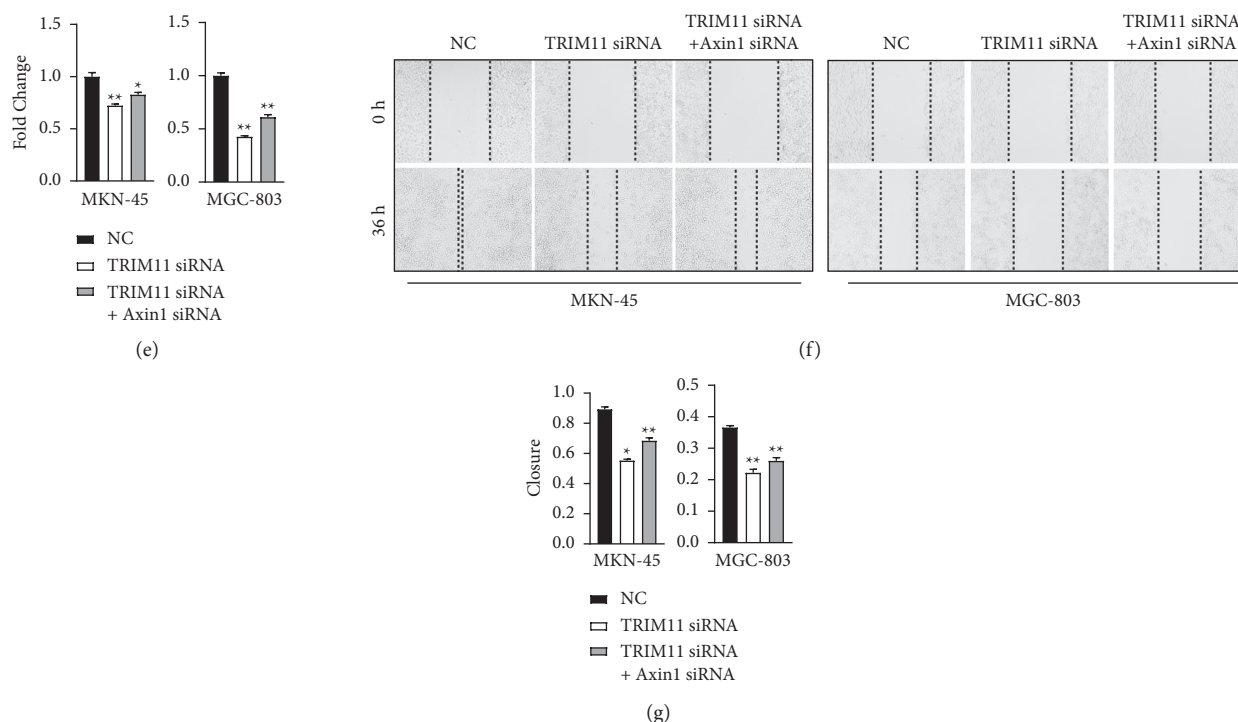 1.5
1.0
0.5
0.0
Fold Change
**
*
MKN-45
1.5
1.0
0.5
0.0
**
**
MGC-803
NC
TRIM11 siRNA
TRIM11 siRNA
+ Axin1 siRNA
(e)
NC
TRIM11 siRNA
TRIM11 siRNA
+Axin1 siRNA
NC
TRIM11 siRNA
TRIM11 siRNA
+Axin1 siRNA
0 h
36 h
MKN-45
MGC-803
(f)
1.0
0.8
0.6
0.4
0.2
0.0
Closure
*
**
MKN-45
0.5
0.4
0.3
0.2
0.1
0.0
**
**
MGC-803
NC
TRIM11 siRNA
TRIM11 siRNA
+ Axin1 siRNA
(g)